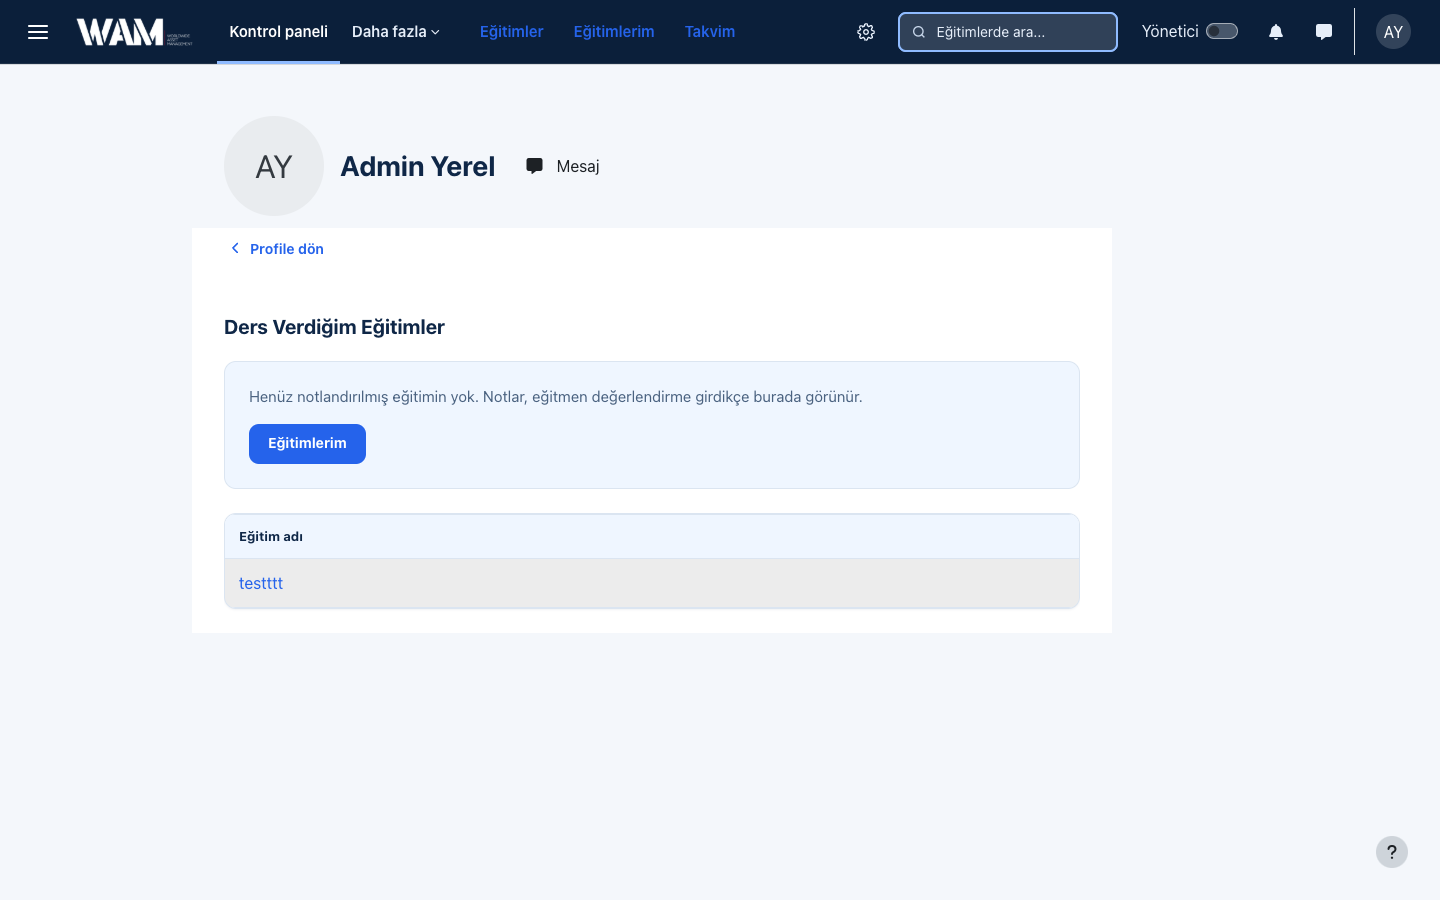 WAM
Kontrol paneli
Daha fazla
Eğitimler
Eğitimlerim
Takvim
Eğitimlerde ara...
Yönetici
AY
AY
Admin Yerel
Mesaj
Profile dön
Ders Verdiğim Eğitimler
Henüz notlandırılmış eğitimin yok. Notlar, eğitmen değerlendirme girdikçe burada görünür.
Eğitimlerim
Eğitim adı
testttt
?